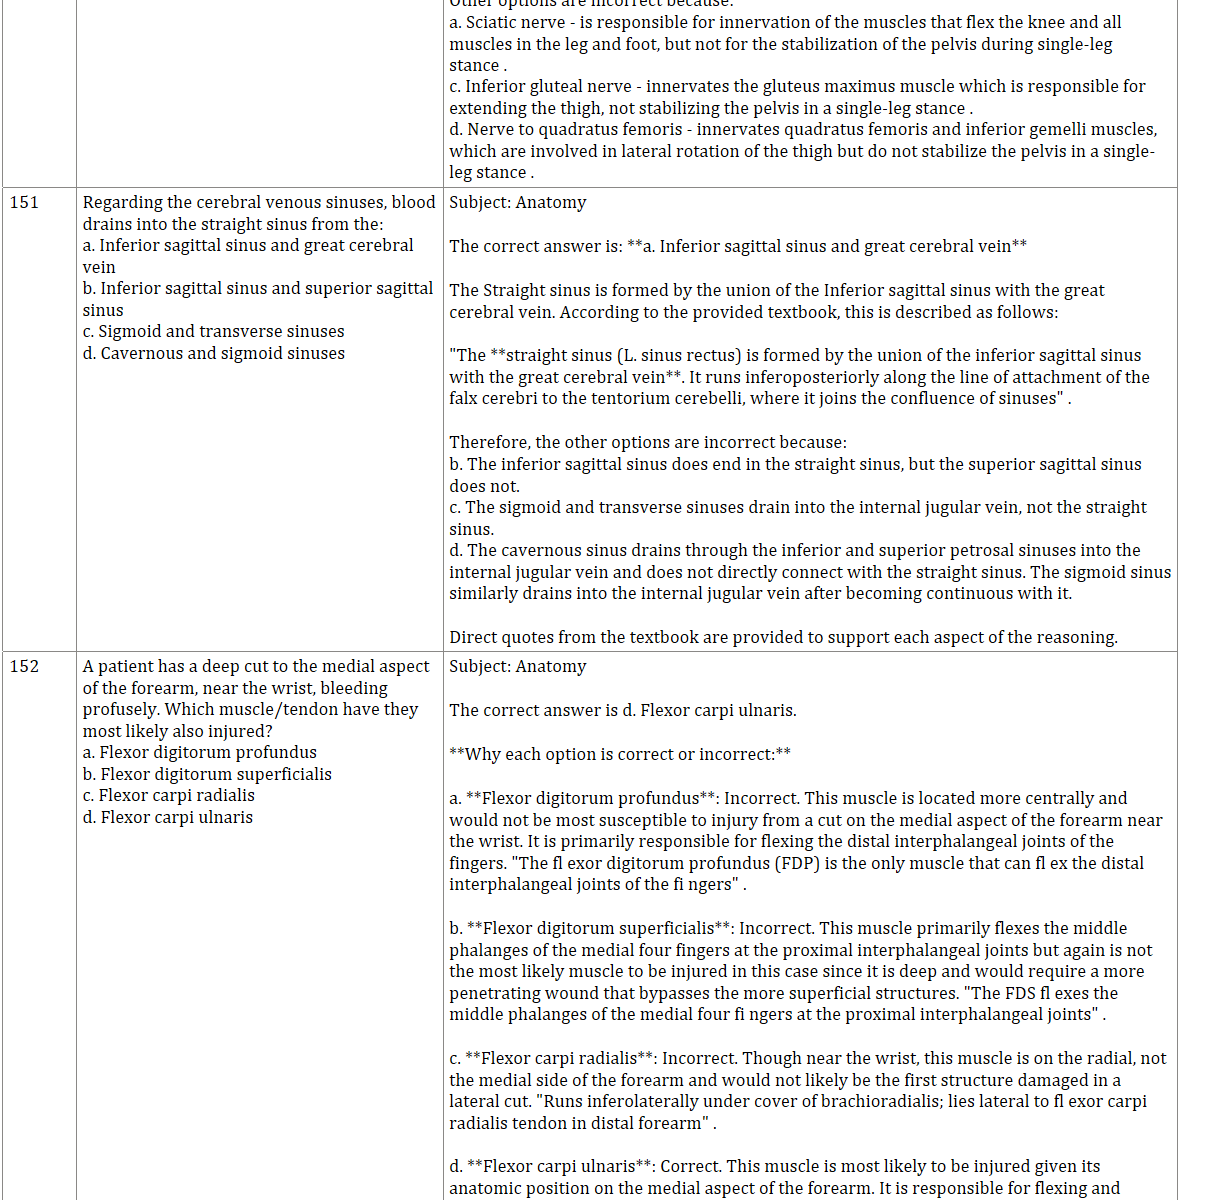 Other options are incorrect because:
a. Sciatic nerve - is responsible for innervation of the muscles that flex the knee and all
muscles in the leg and foot, but not for the stabilization of the pelvis during single-leg
stance .
c. Inferior gluteal nerve - innervates the gluteus maximus muscle which is responsible for
extending the thigh, not stabilizing the pelvis in a single-leg stance .
d. Nerve to quadratus femoris - innervates quadratus femoris and inferior gemelli muscles,
which are involved in lateral rotation of the thigh but do not stabilize the pelvis in a single-
leg stance .
151
Regarding the cerebral venous sinuses, blood
drains into the straight sinus from the:
a. Inferior sagittal sinus and great cerebral
vein
b. Inferior sagittal sinus and superior sagittal
sinus
c. Sigmoid and transverse sinuses
d. Cavernous and sigmoid sinuses
Subject: Anatomy
The correct answer is: **a. Inferior sagittal sinus and great cerebral vein**
The Straight sinus is formed by the union of the Inferior sagittal sinus with the great
cerebral vein. According to the provided textbook, this is described as follows:
"The **straight sinus (L. sinus rectus) is formed by the union of the inferior sagittal sinus
with the great cerebral vein**. It runs inferoposteriorly along the line of attachment of the
falx cerebri to the tentorium cerebelli, where it joins the confluence of sinuses" .
Therefore, the other options are incorrect because:
b. The inferior sagittal sinus does end in the straight sinus, but the superior sagittal sinus
does not.
c. The sigmoid and transverse sinuses drain into the internal jugular vein, not the straight
sinus.
d. The cavernous sinus drains through the inferior and superior petrosal sinuses into the
internal jugular vein and does not directly connect with the straight sinus. The sigmoid sinus
similarly drains into the internal jugular vein after becoming continuous with it.
Direct quotes from the textbook are provided to support each aspect of the reasoning.
152
A patient has a deep cut to the medial aspect
of the forearm, near the wrist, bleeding
profusely. Which muscle/tendon have they
most likely also injured?
a. Flexor digitorum profundus
b. Flexor digitorum superficialis
c. Flexor carpi radialis
d. Flexor carpi ulnaris
Subject: Anatomy
The correct answer is d. Flexor carpi ulnaris.
**Why each option is correct or incorrect:**
a. **Flexor digitorum profundus**: Incorrect. This muscle is located more centrally and
would not be most susceptible to injury from a cut on the medial aspect of the forearm near
the wrist. It is primarily responsible for flexing the distal interphalangeal joints of the
fingers. "The fl exor digitorum profundus (FDP) is the only muscle that can fl ex the distal
interphalangeal joints of the fi ngers" .
b. **Flexor digitorum superficialis**: Incorrect. This muscle primarily flexes the middle
phalanges of the medial four fingers at the proximal interphalangeal joints but again is not
the most likely muscle to be injured in this case since it is deep and would require a more
penetrating wound that bypasses the more superficial structures. "The FDS fl exes the
middle phalanges of the medial four fi ngers at the proximal interphalangeal joints" .
c. **Flexor carpi radialis**: Incorrect. Though near the wrist, this muscle is on the radial, not
the medial side of the forearm and would not likely be the first structure damaged in a
lateral cut. "Runs inferolaterally under cover of brachioradialis; lies lateral to fl exor carpi
radialis tendon in distal forearm" .
d. **Flexor carpi ulnaris**: Correct. This muscle is most likely to be injured given its
anatomic position on the medial aspect of the forearm. It is responsible for flexing and